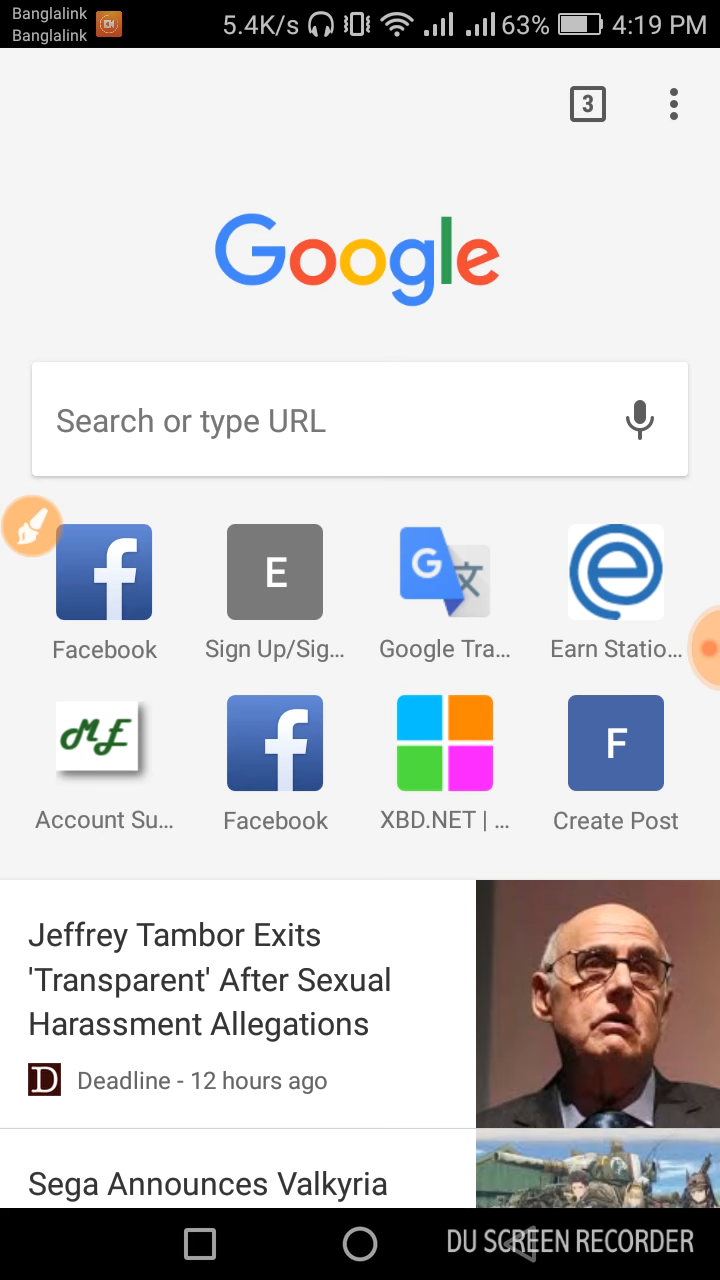 Banglalink
Banglalink
5.4K/s 63% 4:19 PM
3
Google
Search or type URL
E
G 文
e
Facebook
Sign Up/Sig...
Google Tra...
Earn Statio...
ME
F
Account Su...
Facebook
XBD.NET | ...
Create Post
Jeffrey Tambor Exits
'Transparent' After Sexual
Harassment Allegations
D Deadline - 12 hours ago
Sega Announces Valkyria
DU SCREEN RECORDER